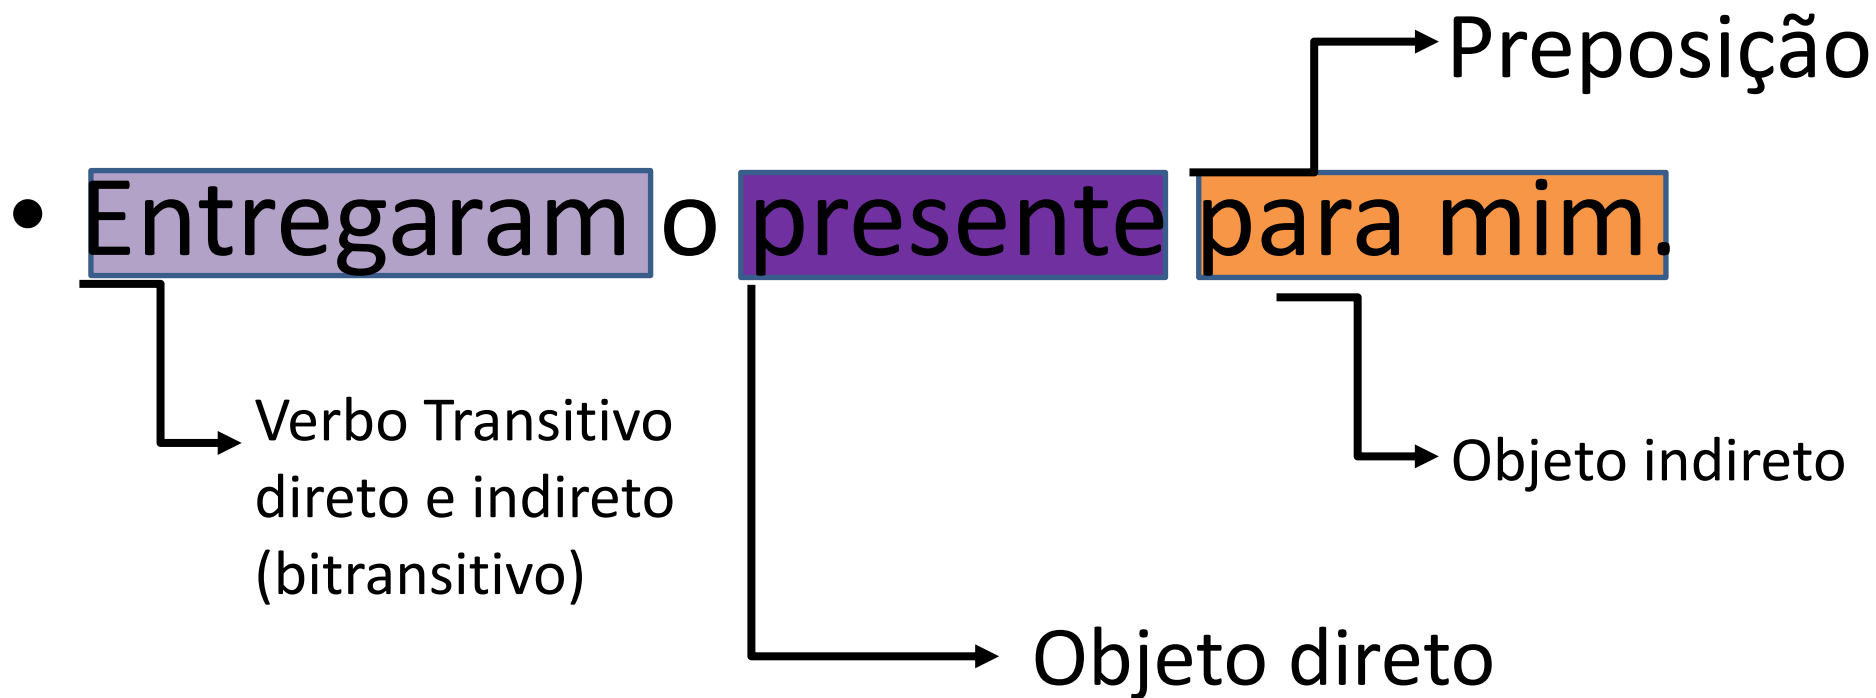 Preposição
• Entregaram o presente para mim.
Verbo Transitivo
direto e indireto
(bitransitivo)
Objeto indireto
Objeto direto